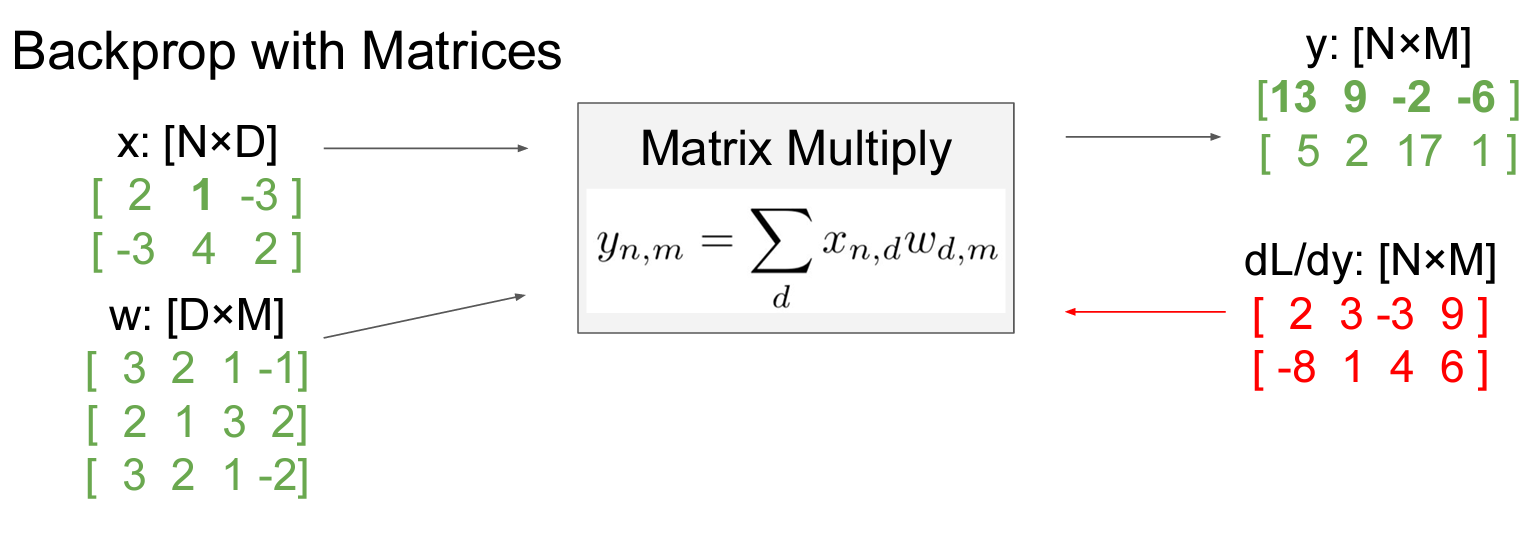 Backprop with Matrices
x: [N×D]
[ 2 1 -3 ]
[ -3 4 2 ]
w: [D×M]
[ 3 2 1 -1]
[ 2 1 3 2]
[ 3 2 1 -2]
Matrix Multiply
y_{n,m} = \sum_{d} x_{n,d} w_{d,m}
y: [N×M]
[13 9 -2 -6 ]
[ 5 2 17 1 ]
dL/dy: [N×M]
[ 2 3 -3 9 ]
[ -8 1 4 6 ]